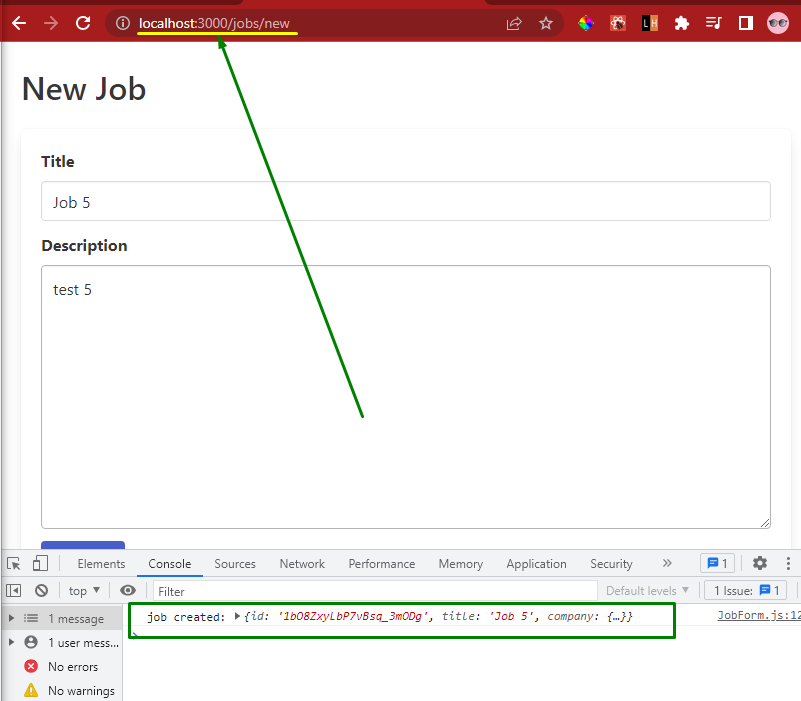 localhost:3000/jobs/new
L H
New Job
Title
Job 5
Description
test 5
Elements Console Sources Network Performance Memory Application Security » 1
top ▼ Filter Default levels ▼ 1 Issue: 1
1 message
job created: ▶{id: '1bO8ZxyLbP7vBsq_3mODg', title: 'Job 5', company: {…}} JobForm.js:12
1 user mess...
No errors
No warnings